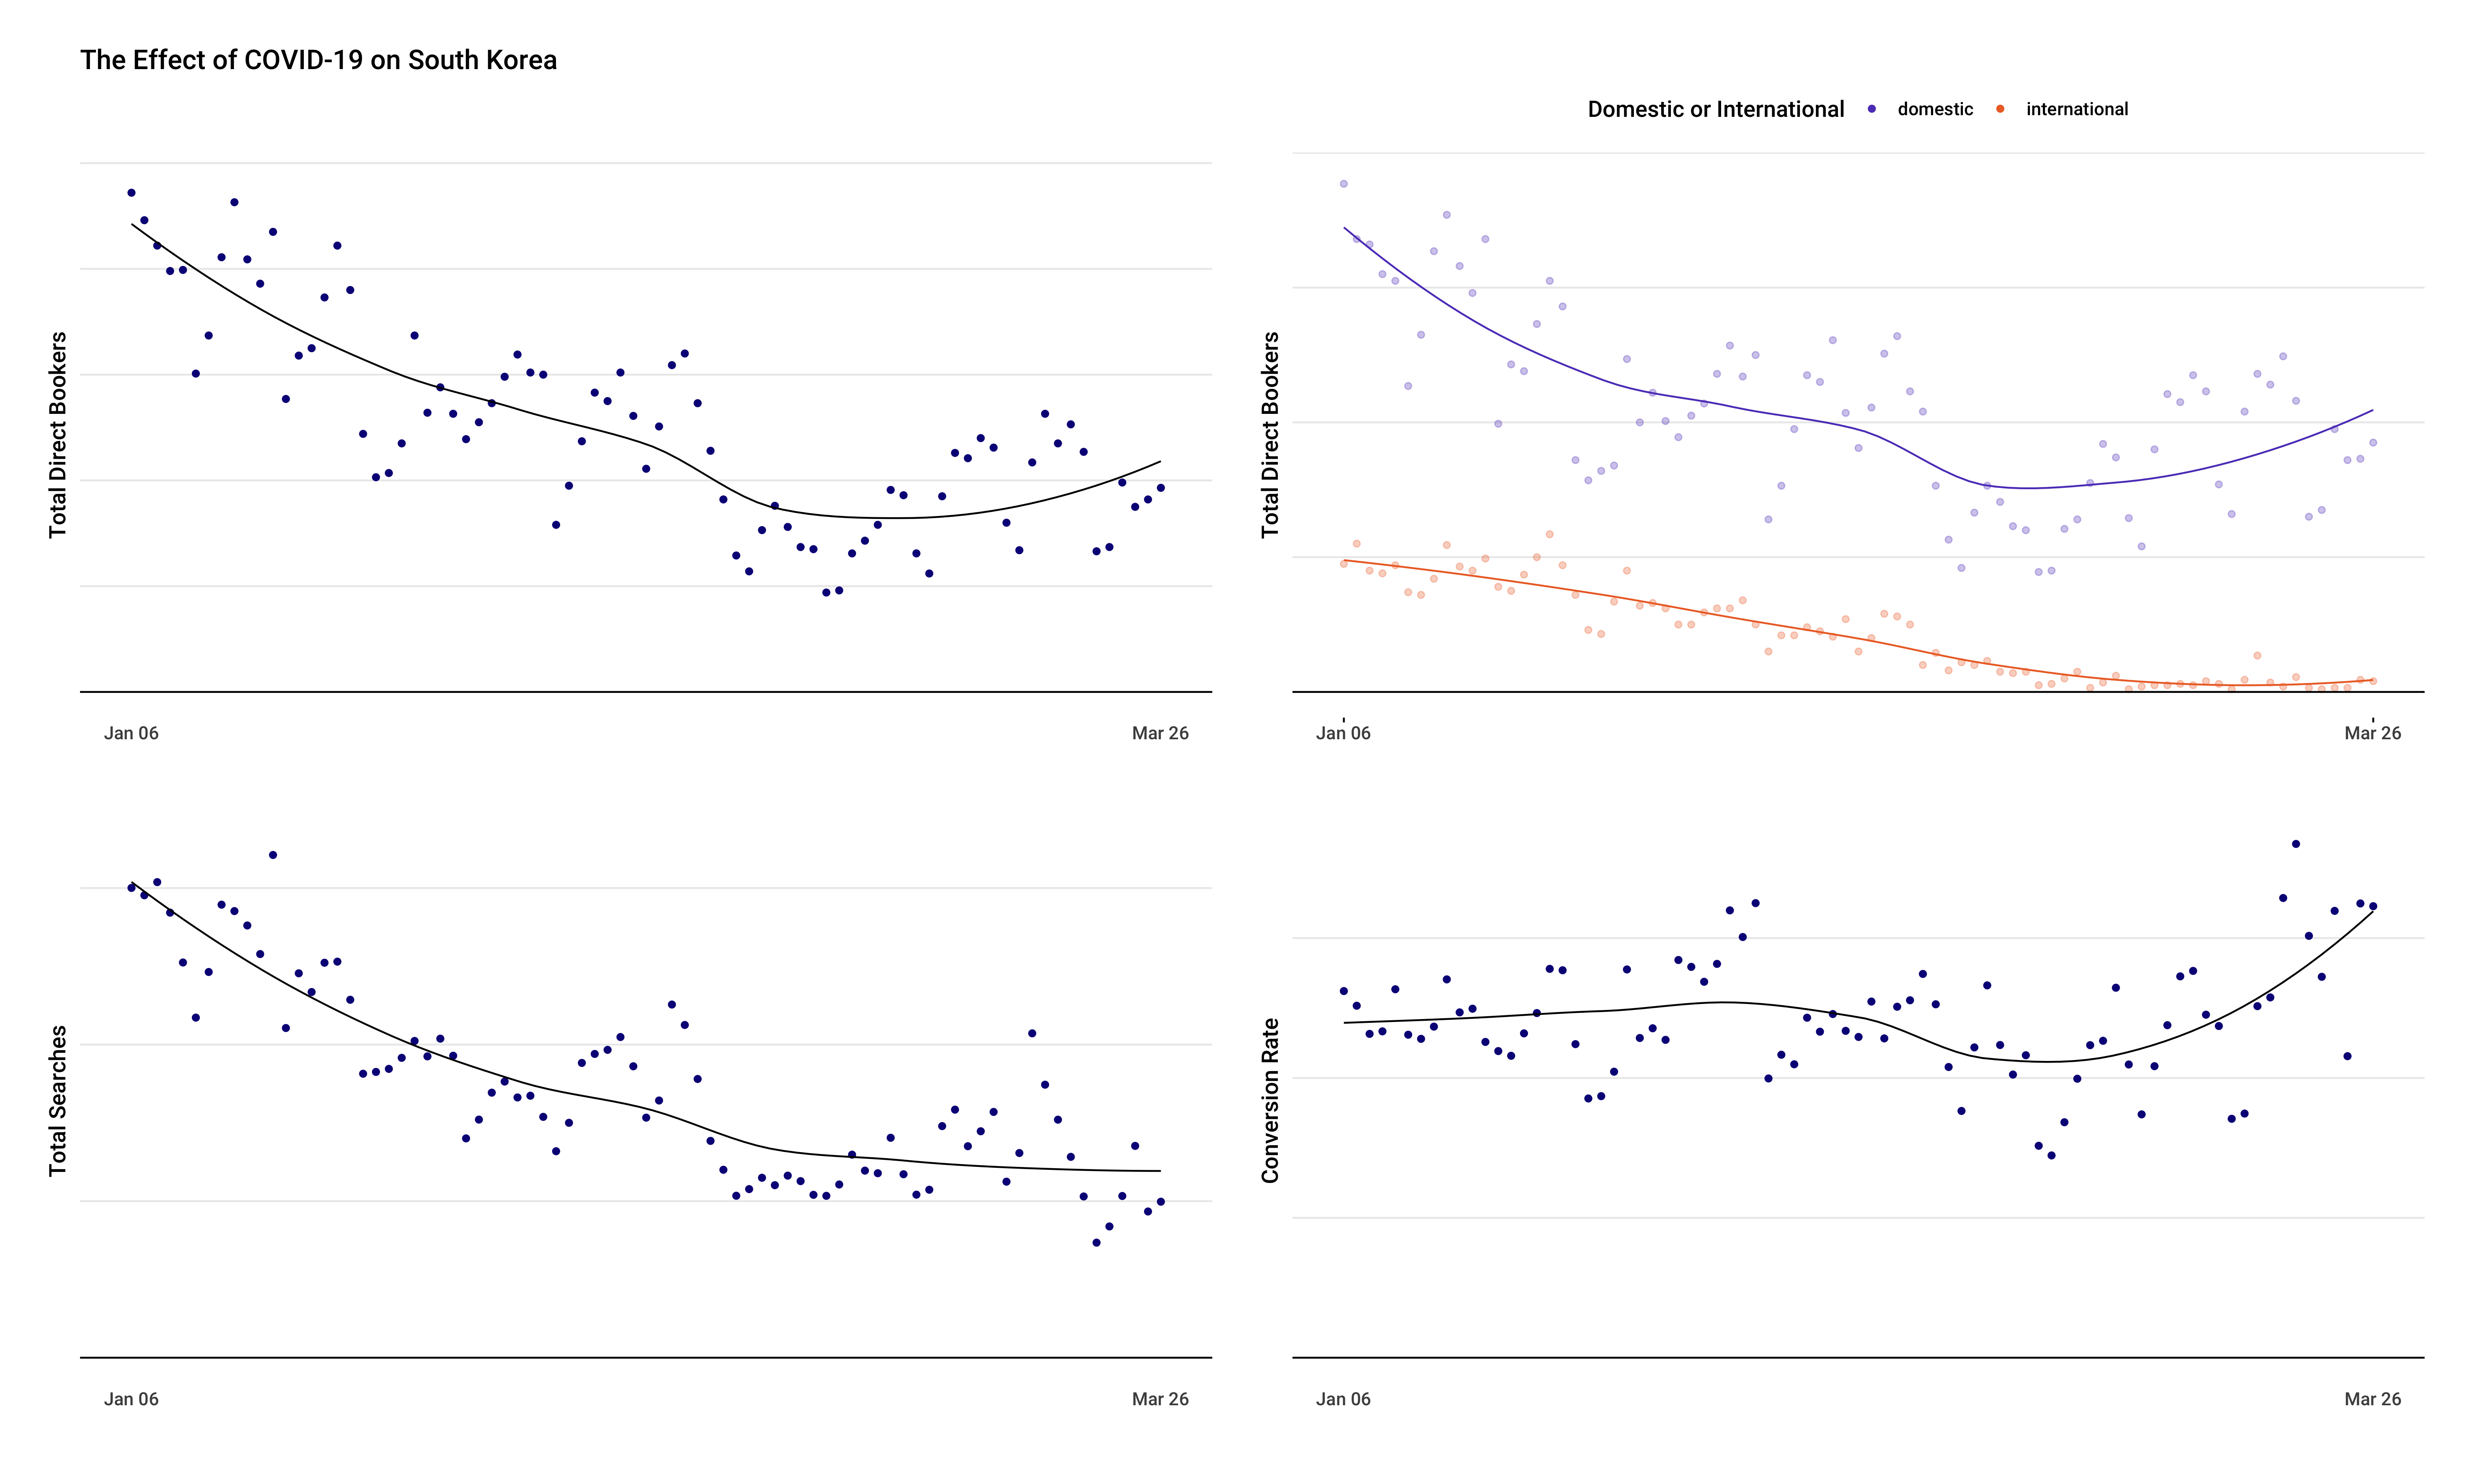 The Effect of COVID-19 on South Korea
Total Direct Bookers
Jan 06
Mar 26
Domestic or International domestic international
Total Direct Bookers
Jan 06
Mar 26
Total Searches
Jan 06
Mar 26
Conversion Rate
Jan 06
Mar 26